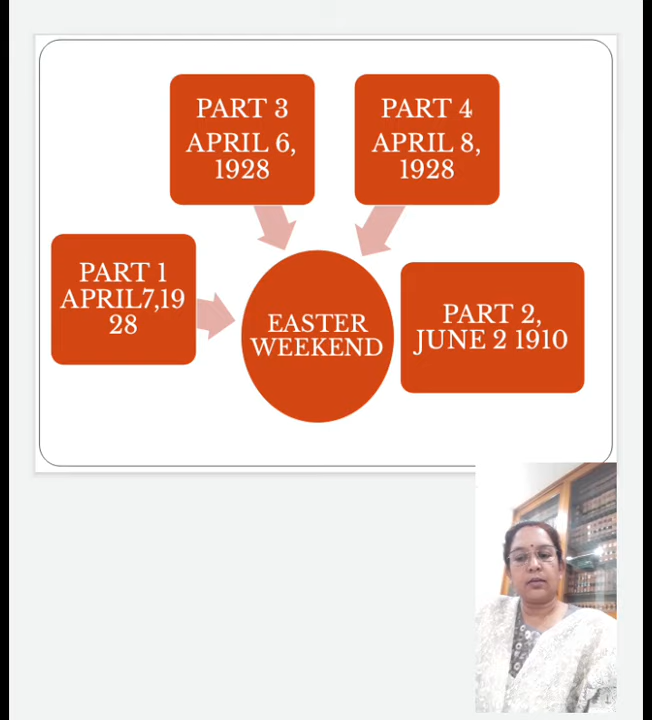 PART 3
APRIL 6,
1928
PART 4
APRIL 8,
1928
PART 1
APRIL7,19
28
EASTER
WEEKEND
PART 2,
JUNE 2 1910